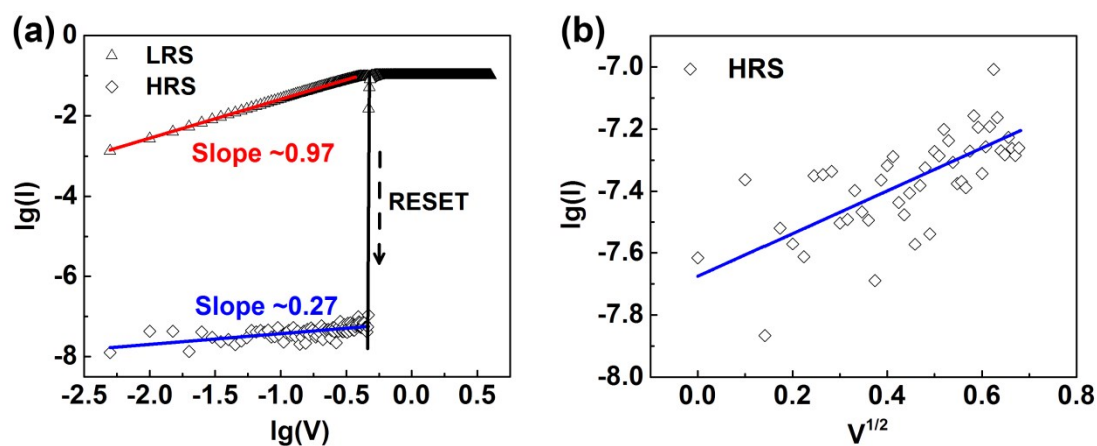 (a)
LRS
HRS
Slope ~0.97
RESET
Slope ~0.27
lg(I)
0
-2
-4
-6
-8
-2.5 -2.0 -1.5 -1.0 -0.5 0.0 0.5
lg(V)
(b)
HRS
lg(I)
-7.0
-7.2
-7.4
-7.6
-7.8
-8.0
0.0 0.2 0.4 0.6 0.8
V^{1/2}